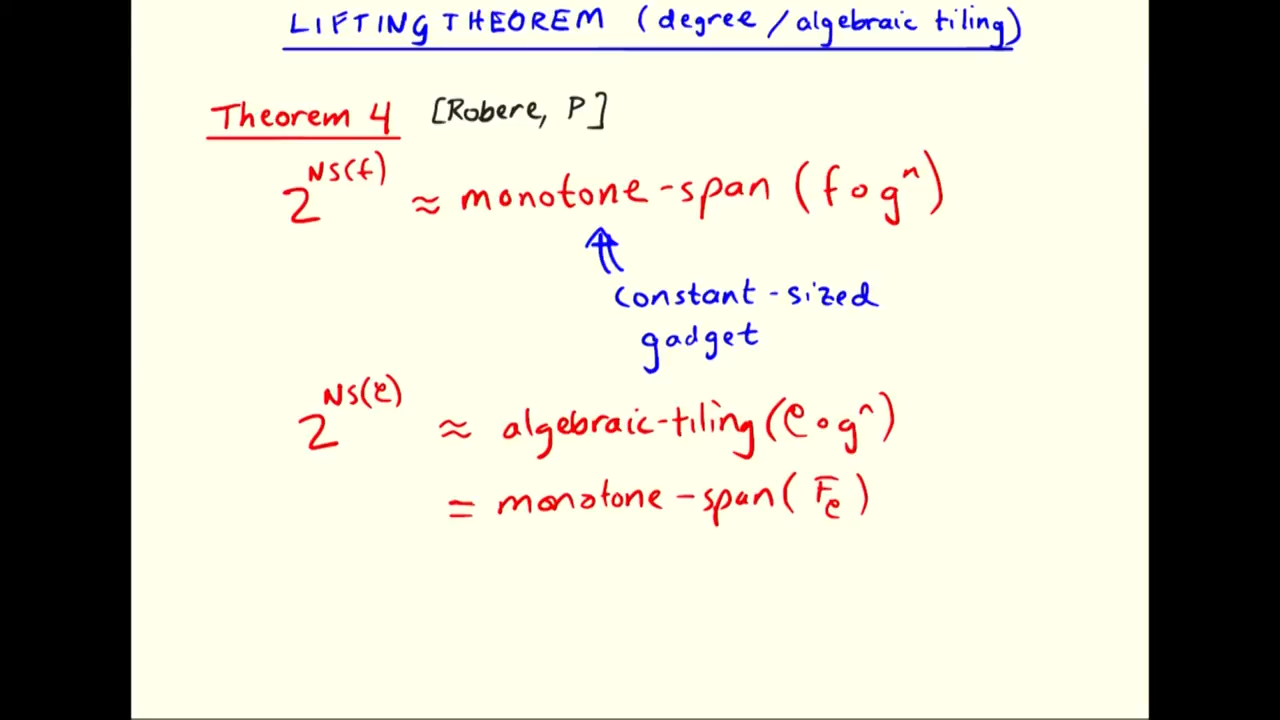 LIFTING THEOREM (degree / algebraic tiling)
Theorem 4 [Robere, P]
2^NS(f) ≈ monotone-span (f∘g^n)
⇑
constant-sized
gadget
2^NS(e) ≈ algebraic-tiling(e∘g^n)
= monotone-span(F_e)